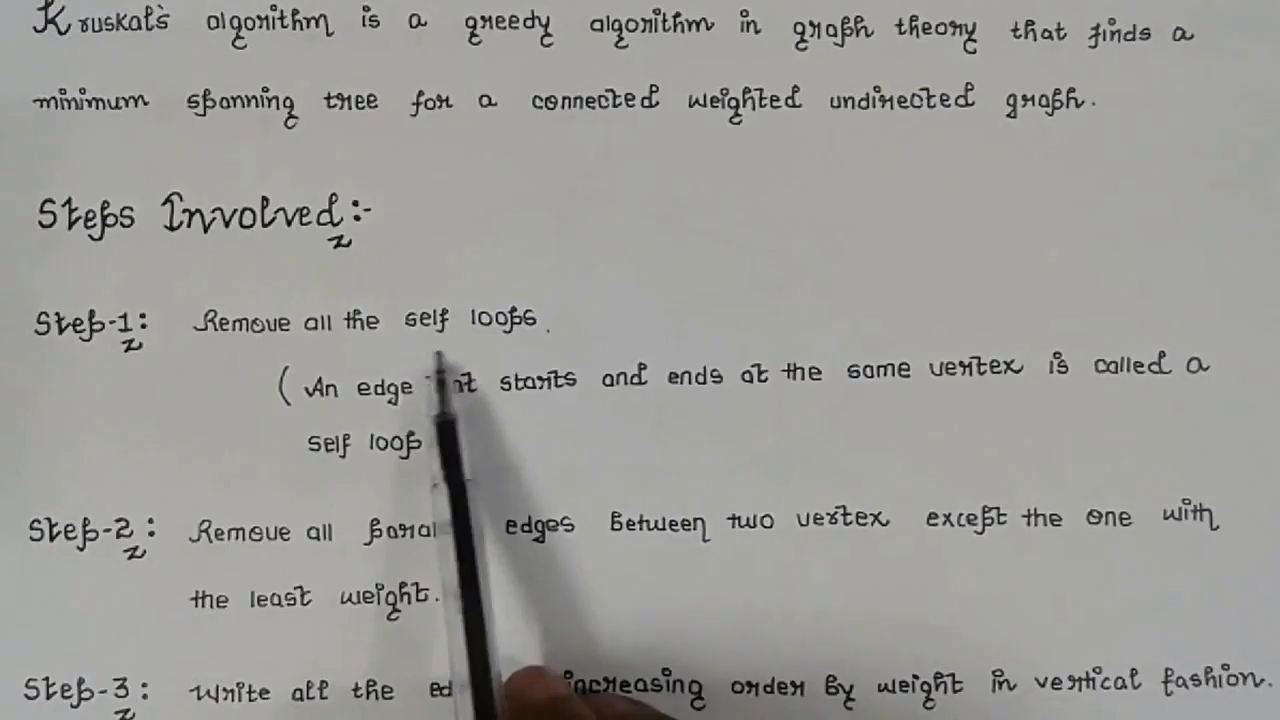 Kruskal's algorithm is a greedy algorithm in graph theory that finds a
minimum spanning tree for a connected weighted undirected graph.
Steps Involved:-
Step-1: Remove all the self loops.
(An edge starts and ends at the same vertex is called a
self loop
Step-2: Remove all edges between two vertex except the one with
the least weight.
Step-3: Write all the increasing order by weight in vertical fashion.